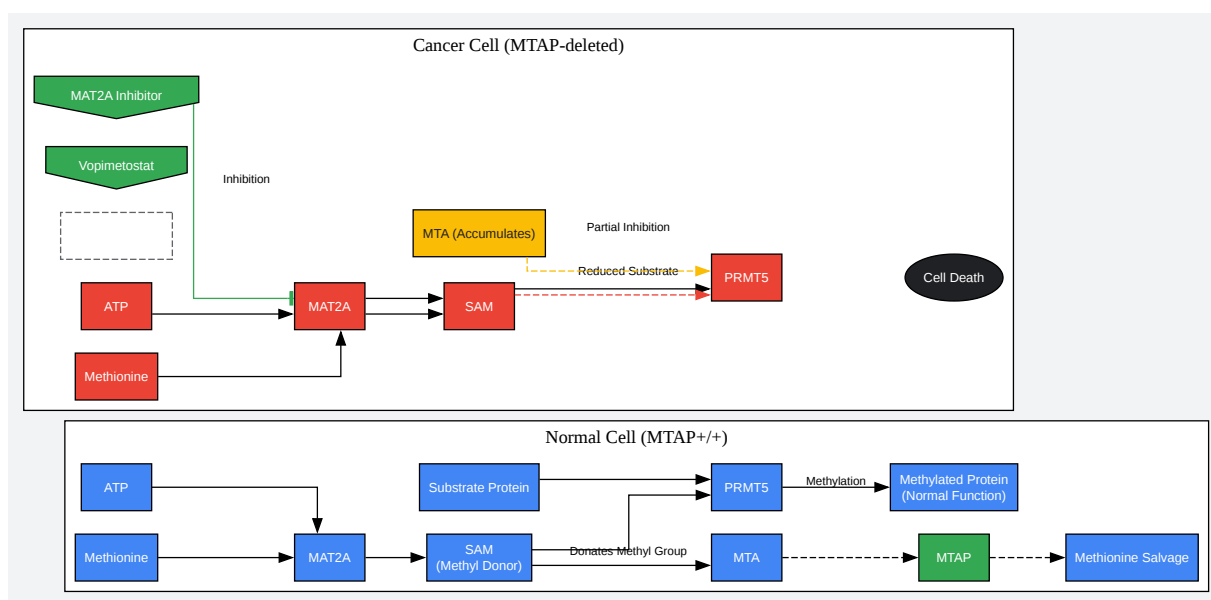 Cancer Cell (MTAP-deleted)
MAT2A Inhibitor
Vopimetostat
Inhibition
MTA (Accumulates)
Partial Inhibition
Reduced Substrate
PRMT5
Cell Death
ATP
MAT2A
SAM
Methionine
Normal Cell (MTAP+/+)
ATP
Substrate Protein
PRMT5
Methylation
Methylated Protein
(Normal Function)
Methionine
MAT2A
SAM
(Methyl Donor)
Donates Methyl Group
MTA
MTAP
Methionine Salvage